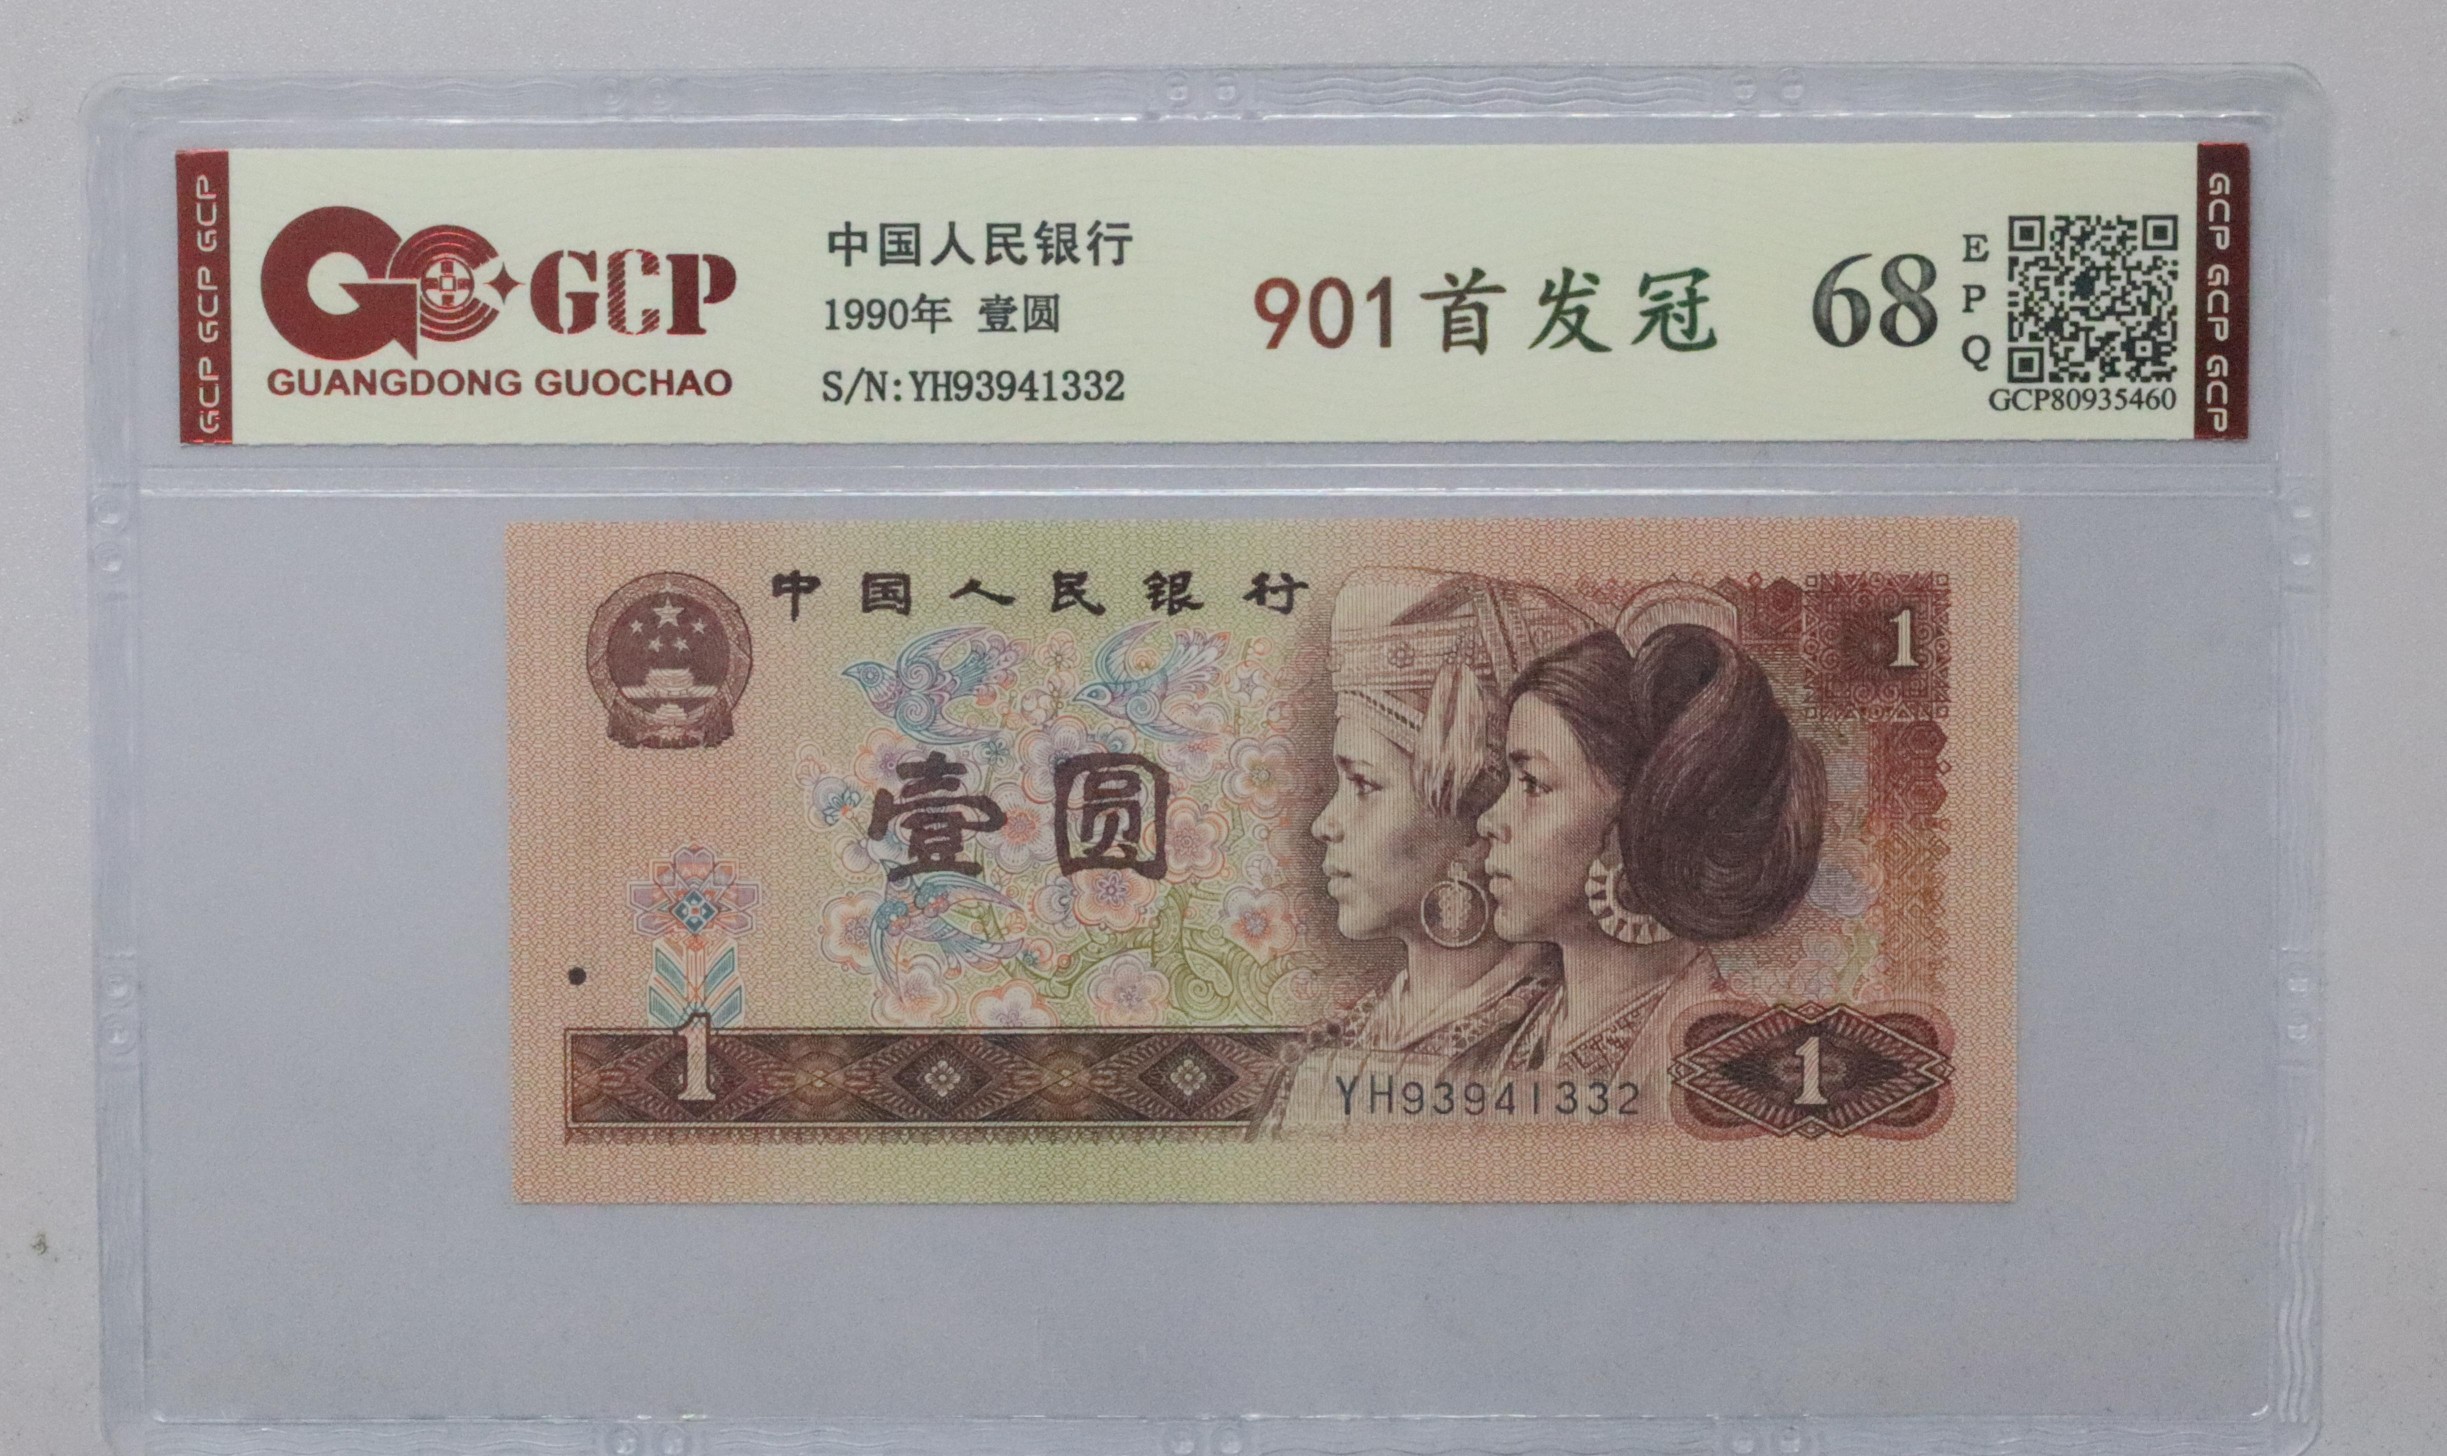 GCP GCP GCP
GCP
GUANGDONG GUOCHAO
中国人民银行
1990年 壹圆
S/N:YH93941332
901首发冠
68
EPQ
GCP80935460
GCP GCP GCP
中国人民银行
1
壹圆
1
YH93941332
1